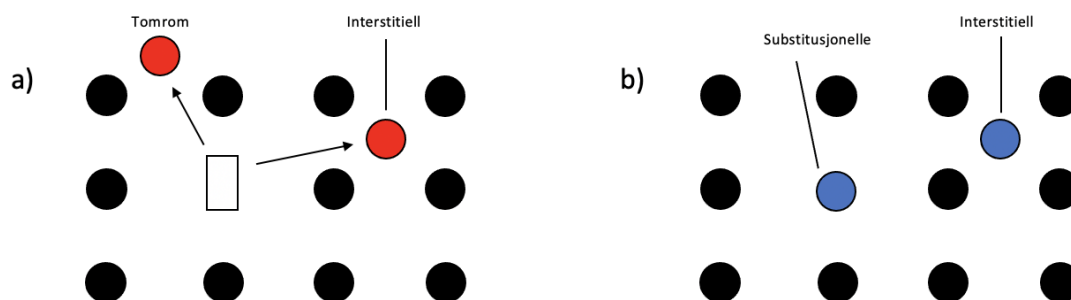 Tomrom
Interstitiell
a)
Substitusjonelle
Interstitiell
b)